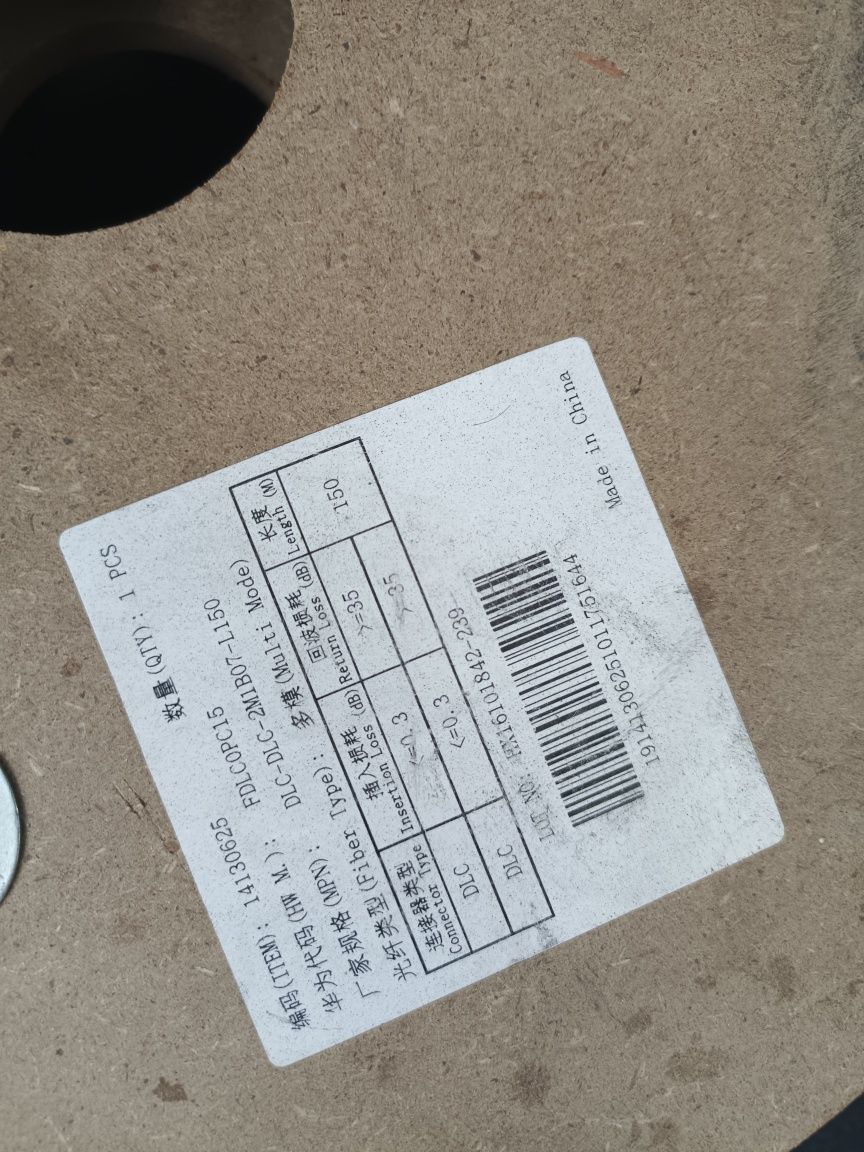 编码(ITEM): 14130625 数量(QTY): 1 PCS
华为代码(HW M.): FDLC0PC15
厂家规格(MPN): DLC-DLC-2M1B07-L150
光纤类型(Fiber Type): 多模(Multi Mode)
连接器类型 插入损耗 回波损耗 长度
Connector Type Insertion Loss (dB) Return Loss (dB) Length (M)
DLC <=0.3 >=35 150
DLC <=0.3 >=35
LOT NO: HX16101842-239
19141306251011751644
Made in China